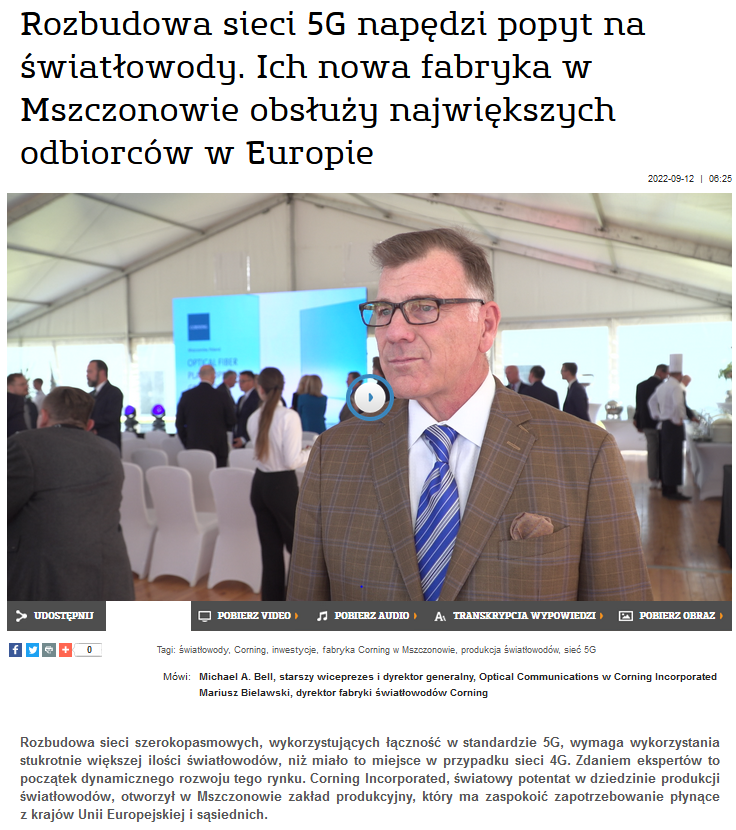 Rozbudowa sieci 5G napędzi popyt na
światłowody. Ich nowa fabryka w
Mszczonowie obsłuży największych
odbiorców w Europie
2022-09-12 | 06:25
CORNING
OPTICAL FIBER
UDOSTĘPNIJ
POBIERZ VIDEO
POBIERZ AUDIO
TRANSKRYPCJA WYPOWIEDZI
POBIERZ OBRAZ
0
Tagi: światłowody, Corning, inwestycje, fabryka Corning w Mszczonowie, produkcja światłowodów, sieć 5G
Mówi: Michael A. Bell, starszy wiceprezes i dyrektor generalny, Optical Communications w Corning Incorporated
Mariusz Bielawski, dyrektor fabryki światłowodów Corning
Rozbudowa sieci szerokopasmowych, wykorzystujących łączność w standardzie 5G, wymaga wykorzystania
stukrotnie większej ilości światłowodów, niż miało to miejsce w przypadku sieci 4G. Zdaniem ekspertów to
początek dynamicznego rozwoju tego rynku. Corning Incorporated, światowy potentat w dziedzinie produkcji
światłowodów, otworzył w Mszczonowie zakład produkcyjny, który ma zaspokoić zapotrzebowanie płynące
z krajów Unii Europejskiej i sąsiednich.